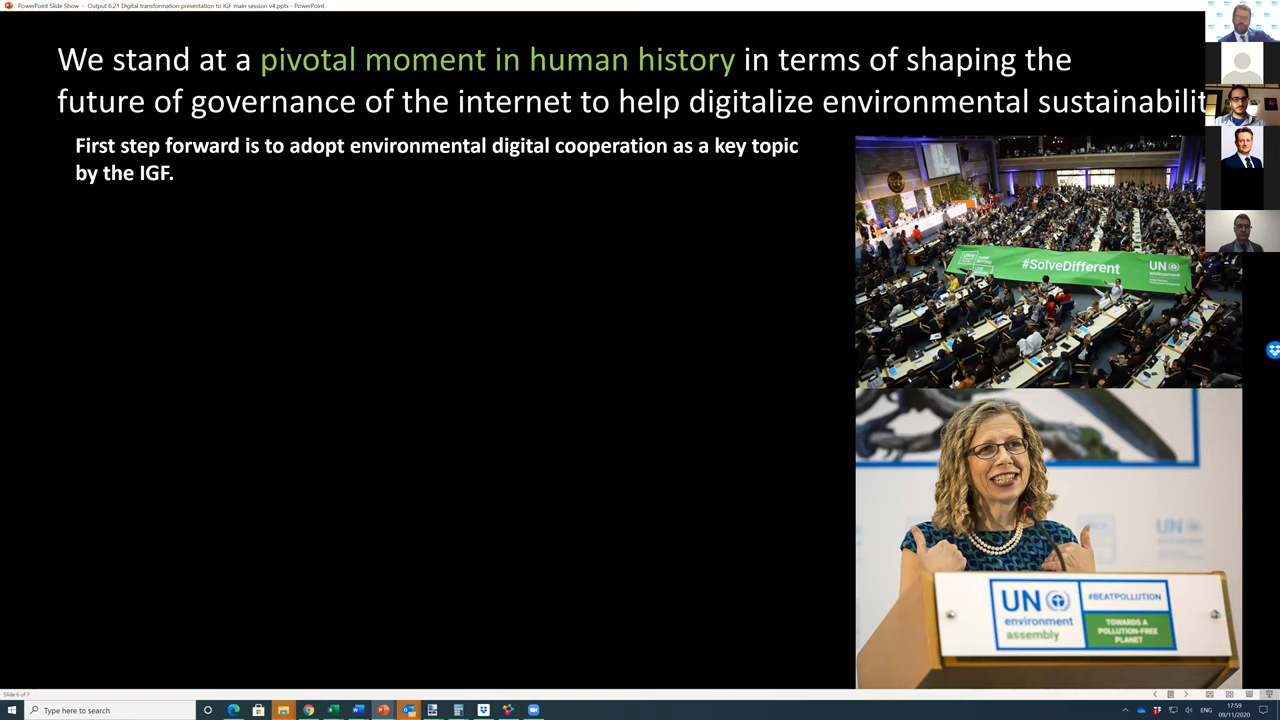 PowerPoint Slide Show - Output 6.21 Digital transformation presentation to IGF main session v4.pptx - PowerPoint
We stand at a pivotal moment in human history in terms of shaping the
future of governance of the internet to help digitalize environmental sustainabilit
First step forward is to adopt environmental digital cooperation as a key topic
by the IGF.
#SolveDifferent
UN
environment
UN
environment
UN
environment
assembly
#BEATPOLLUTION
TOWARDS A
POLLUTION-FREE
PLANET
Slide 6 of 7
Type here to search
ENG
17:59
09/11/2020